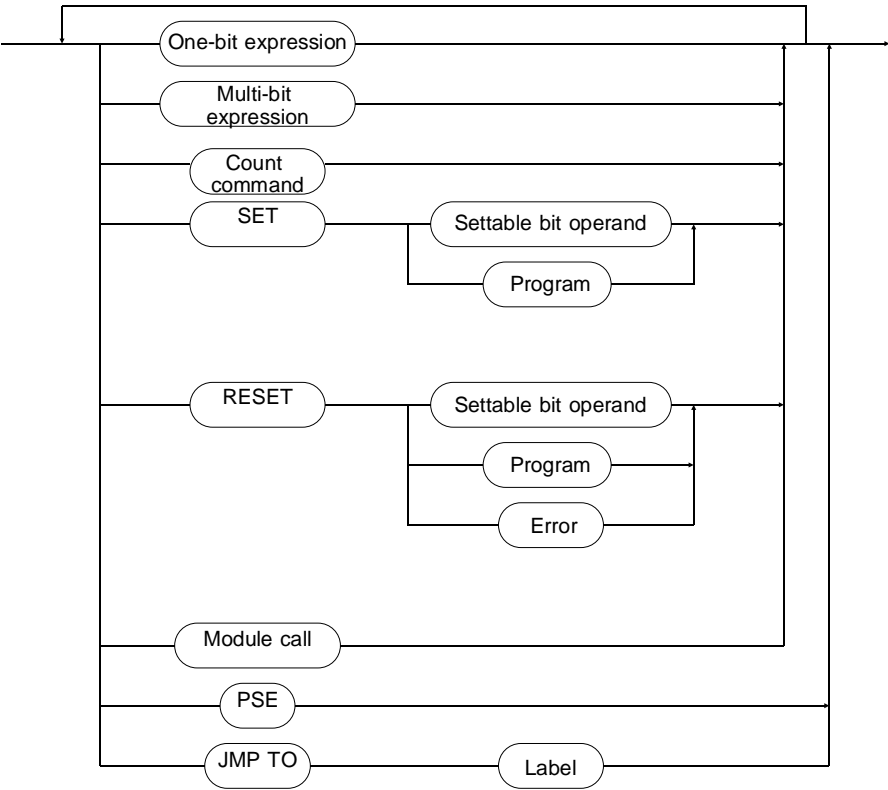 One-bit expression
Multi-bit
expression
Count
command
SET
Settable bit operand
Program
RESET
Settable bit operand
Program
Error
Module call
PSE
JMP TO
Label